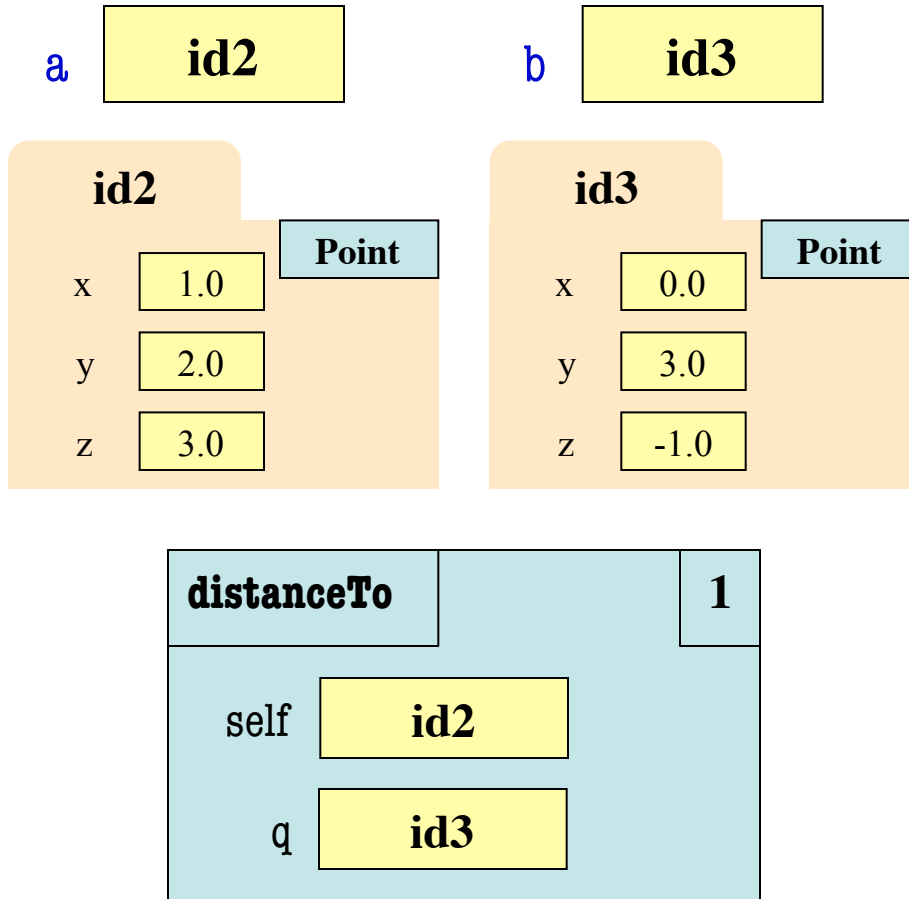 a id2 b id3
id2 id3
Point Point
x 1.0 x 0.0
y 2.0 y 3.0
z 3.0 z -1.0
distanceTo 1
self id2
q id3